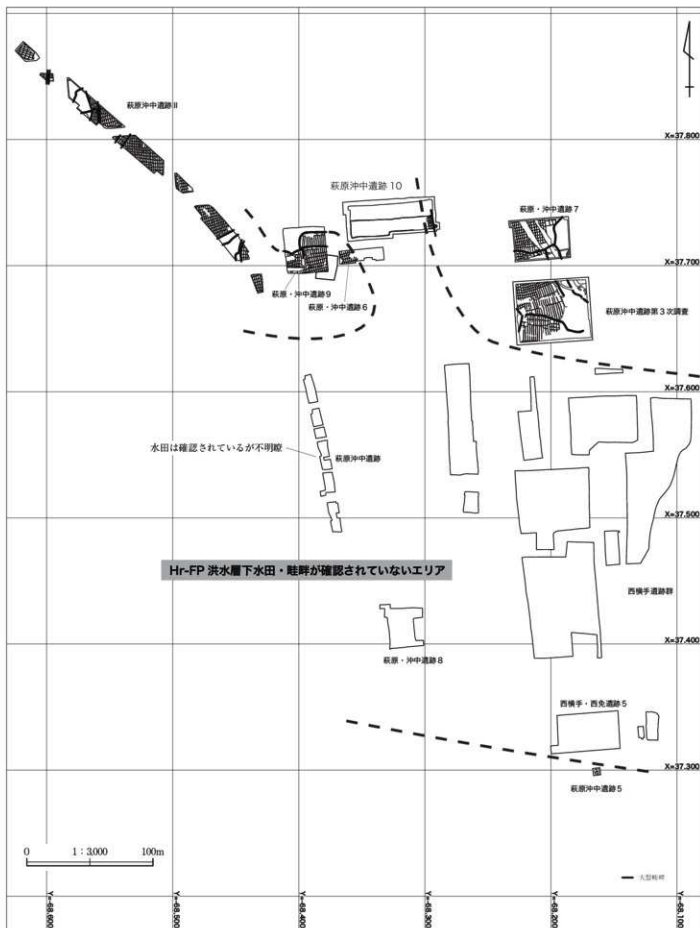 萩原沖中遺跡Ⅱ
X=37.800
萩原沖中遺跡 10
萩原・沖中遺跡7
X=37.700
萩原・沖中遺跡9
萩原・沖中遺跡6
萩原沖中遺跡第3次調査
X=37.600
水田は確認されているが不明瞭
萩原沖中遺跡
X=37.500
Hr-FP 洪水層下水田・畦畔が確認されていないエリア
西横手遺跡群
X=37.400
萩原・沖中遺跡8
西横手・西免遺跡5
X=37.300
萩原沖中遺跡5
0 1:3,000 100m
大型畦畔
Y=-68.600
Y=-68.500
Y=-68.400
Y=-68.300
Y=-68.200
Y=-68.100